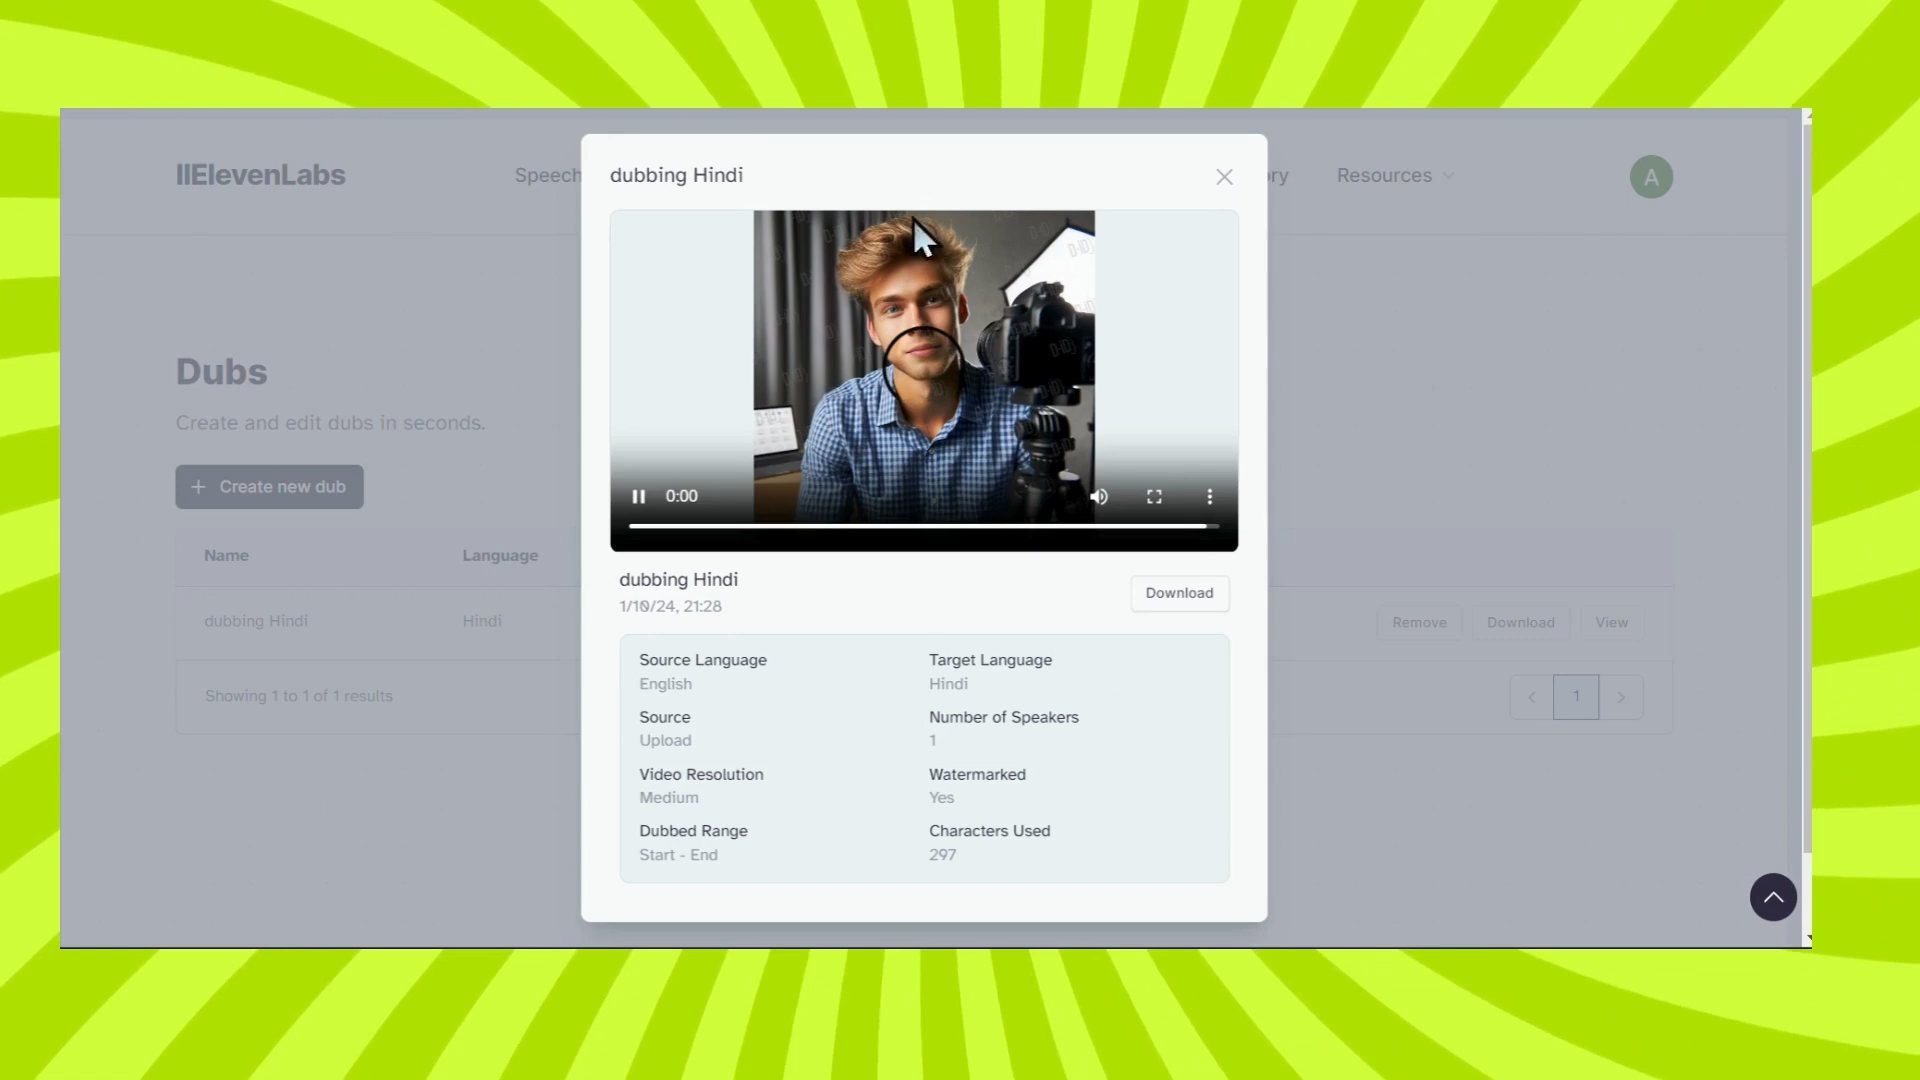 IIElevenLabs
Speech
ory
Resources
A
dubbing Hindi
0:00
dubbing Hindi
1/10/24, 21:28
Download
Source Language
English
Target Language
Hindi
Source
Upload
Number of Speakers
1
Video Resolution
Medium
Watermarked
Yes
Dubbed Range
Start - End
Characters Used
297
Dubs
Create and edit dubs in seconds.
+ Create new dub
Name
Language
dubbing Hindi
Hindi
Remove
Download
View
Showing 1 to 1 of 1 results
1